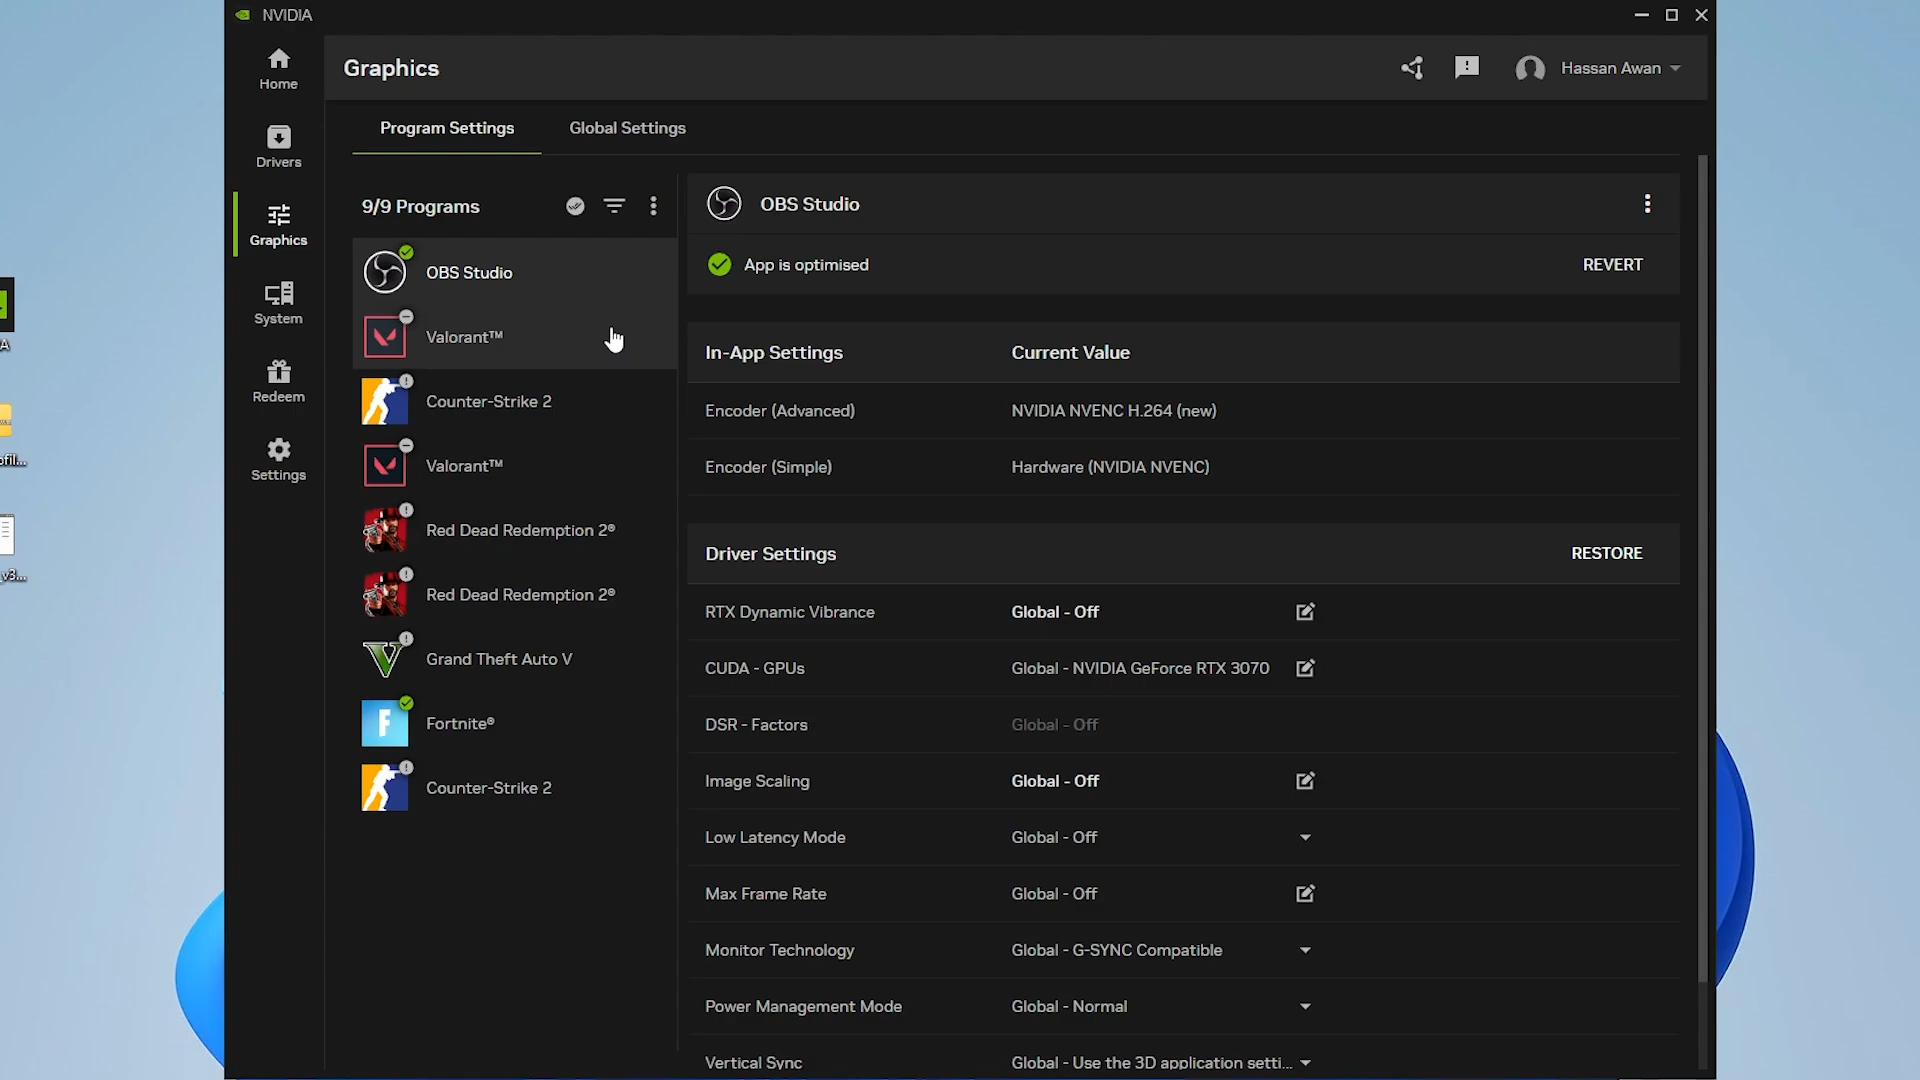 NVIDIA
Home
Graphics
Hassan Awan
Drivers
Program Settings
Global Settings
Graphics
System
Redeem
Settings
9/9 Programs
OBS Studio
Valorant™
Counter-Strike 2
Valorant™
Red Dead Redemption 2®
Red Dead Redemption 2®
Grand Theft Auto V
Fortnite®
Counter-Strike 2
OBS Studio
App is optimised
REVERT
In-App Settings
Current Value
Encoder (Advanced)
NVIDIA NVENC H.264 (new)
Encoder (Simple)
Hardware (NVIDIA NVENC)
Driver Settings
RESTORE
RTX Dynamic Vibrance
Global - Off
CUDA - GPUs
Global - NVIDIA GeForce RTX 3070
DSR - Factors
Global - Off
Image Scaling
Global - Off
Low Latency Mode
Global - Off
Max Frame Rate
Global - Off
Monitor Technology
Global - G-SYNC Compatible
Power Management Mode
Global - Normal
Vertical Sync
Global - Use the 3D application setti...
A
ofil...
_v3...